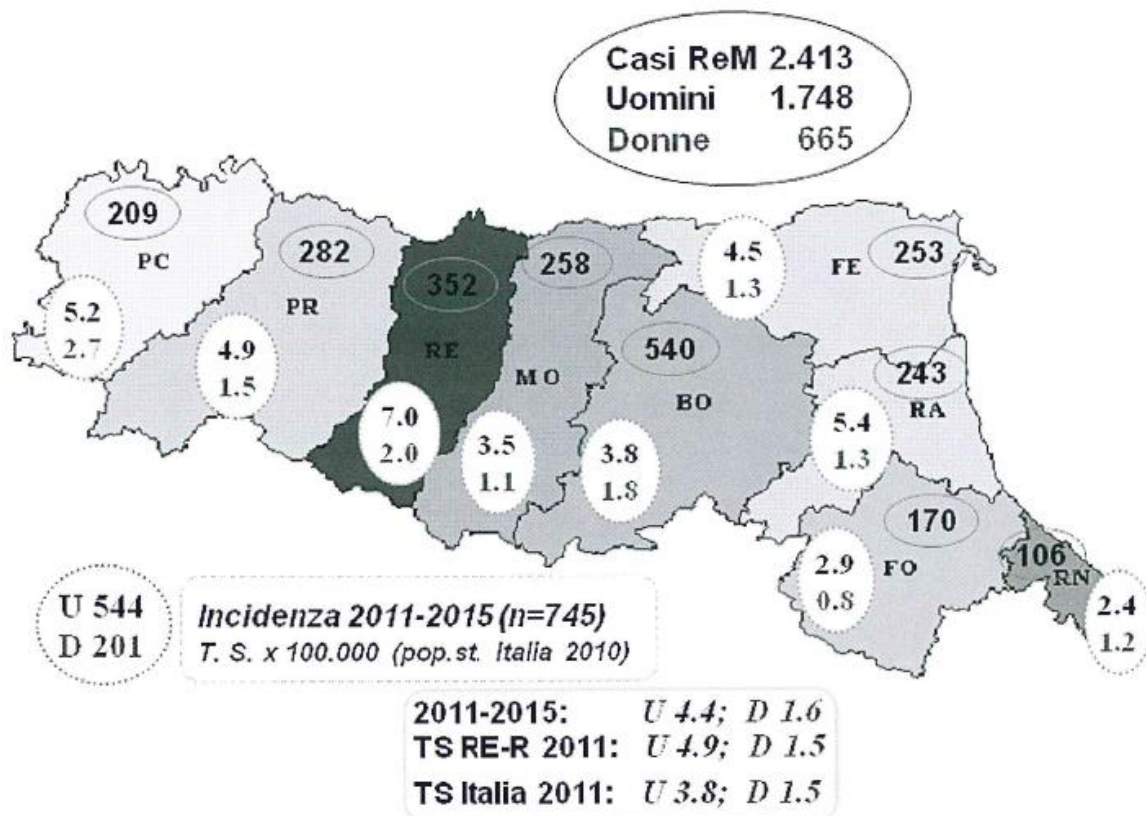 Casi ReM 2.413
Uomini 1.748
Donne 665
209
PC
5.2
2.7
282
PR
4.9
1.5
352
RE
7.0
2.0
258
MO
3.5
1.1
540
BO
3.8
1.8
4.5
1.3
FE
253
243
RA
5.4
1.3
170
FO
2.9
0.8
106
RN
2.4
1.2
U 544
D 201
Incidenza 2011-2015 (n=745)
T. S. x 100.000 (pop.st. Italia 2010)
2011-2015: U 4.4; D 1.6
TS RE-R 2011: U 4.9; D 1.5
TS Italia 2011: U 3.8; D 1.5